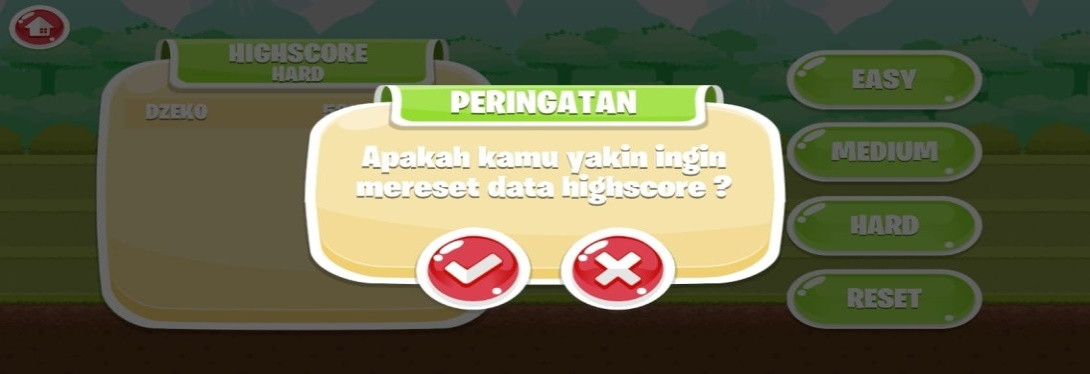 HIGHSCORE
HARD
DZEKO
PERINGATAN
Apakah kamu yakin ingin
mereset data highscore ?
EASY
MEDIUM
HARD
RESET